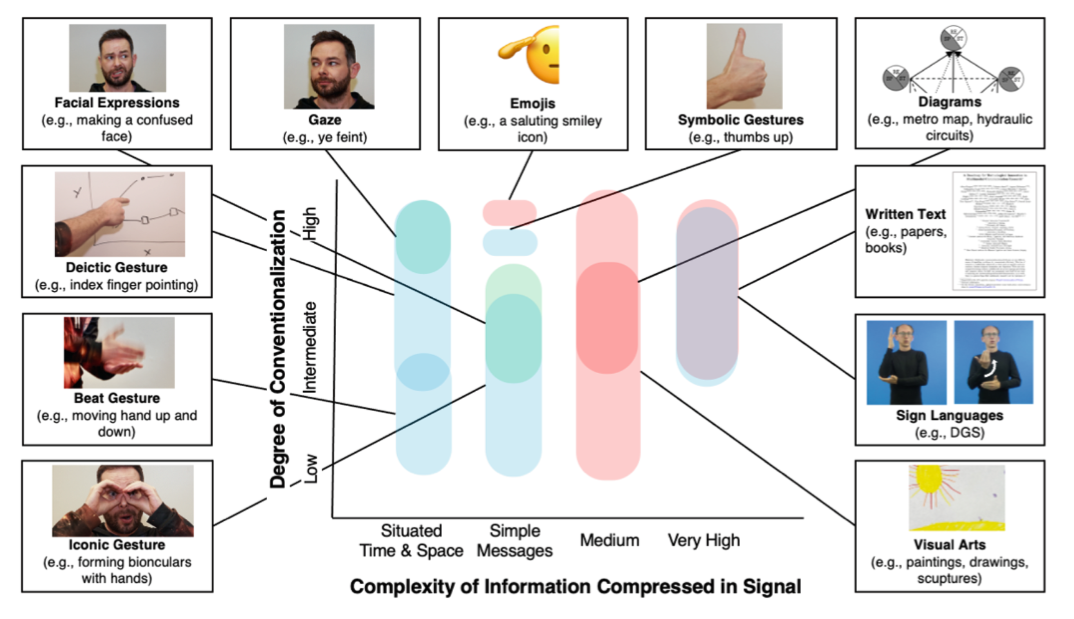 Facial Expressions
(e.g., making a confused
face)
Gaze
(e.g., ye feint)
Emojis
(e.g., a saluting smiley
icon)
Symbolic Gestures
(e.g., thumbs up)
Diagrams
(e.g., metro map, hydraulic
circuits)
Y
X
Deictic Gesture
(e.g., index finger pointing)
Written Text
(e.g., papers,
books)
Beat Gesture
(e.g., moving hand up and
down)
Sign Languages
(e.g., DGS)
Iconic Gesture
(e.g., forming bionculars
with hands)
Visual Arts
(e.g., paintings, drawings,
scuptures)
Degree of Conventionalization
High
Intermediate
Low
Situated
Time & Space
Simple
Messages
Medium
Very High
Complexity of Information Compressed in Signal